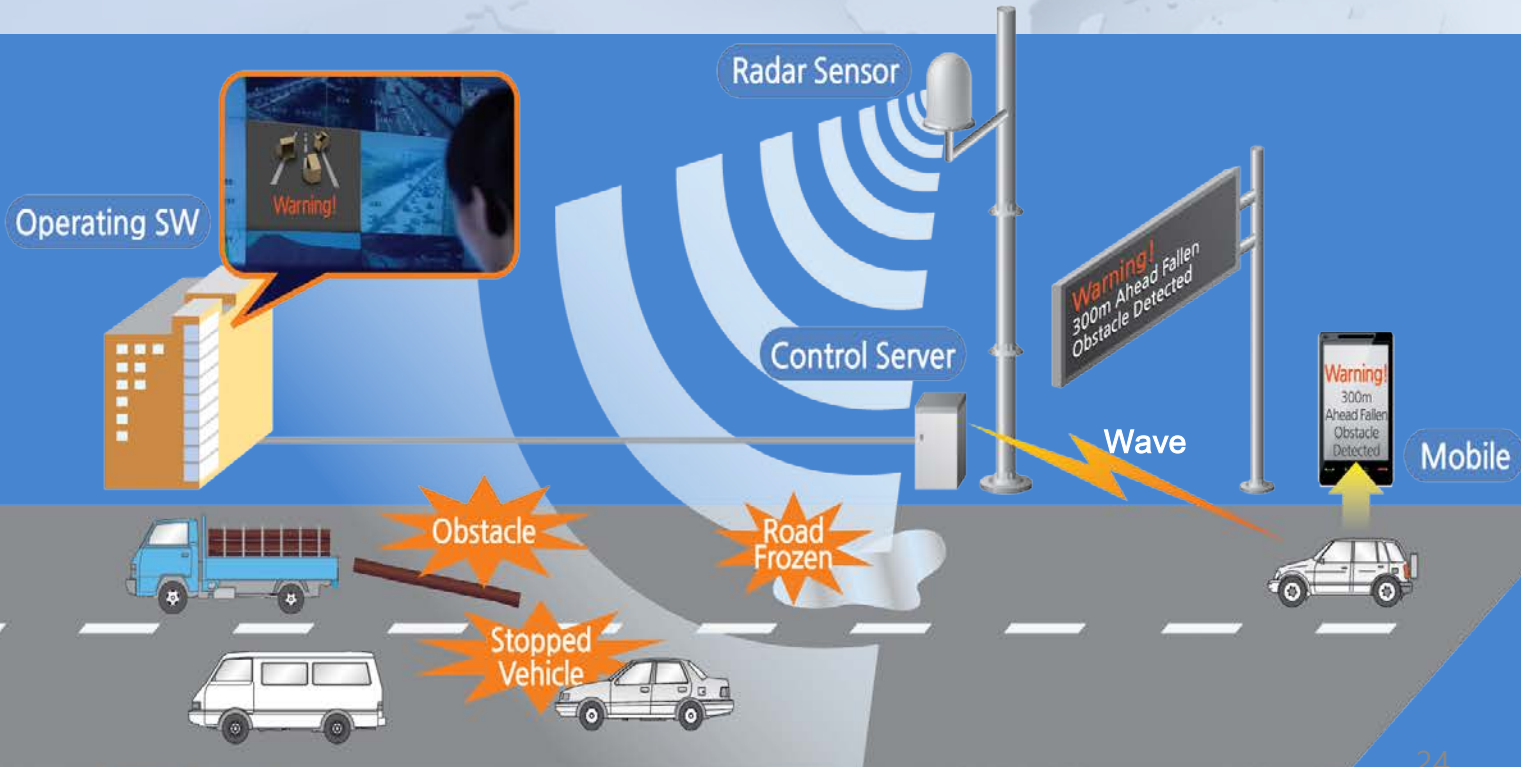 Radar Sensor
Operating SW
Warning!
Warning!
300m Ahead Fallen
Obstacle Detected
Control Server
Wave
Warning!
300m
Ahead Fallen
Obstacle
Detected
Mobile
Obstacle
Road
Frozen
Stopped
Vehicle
24